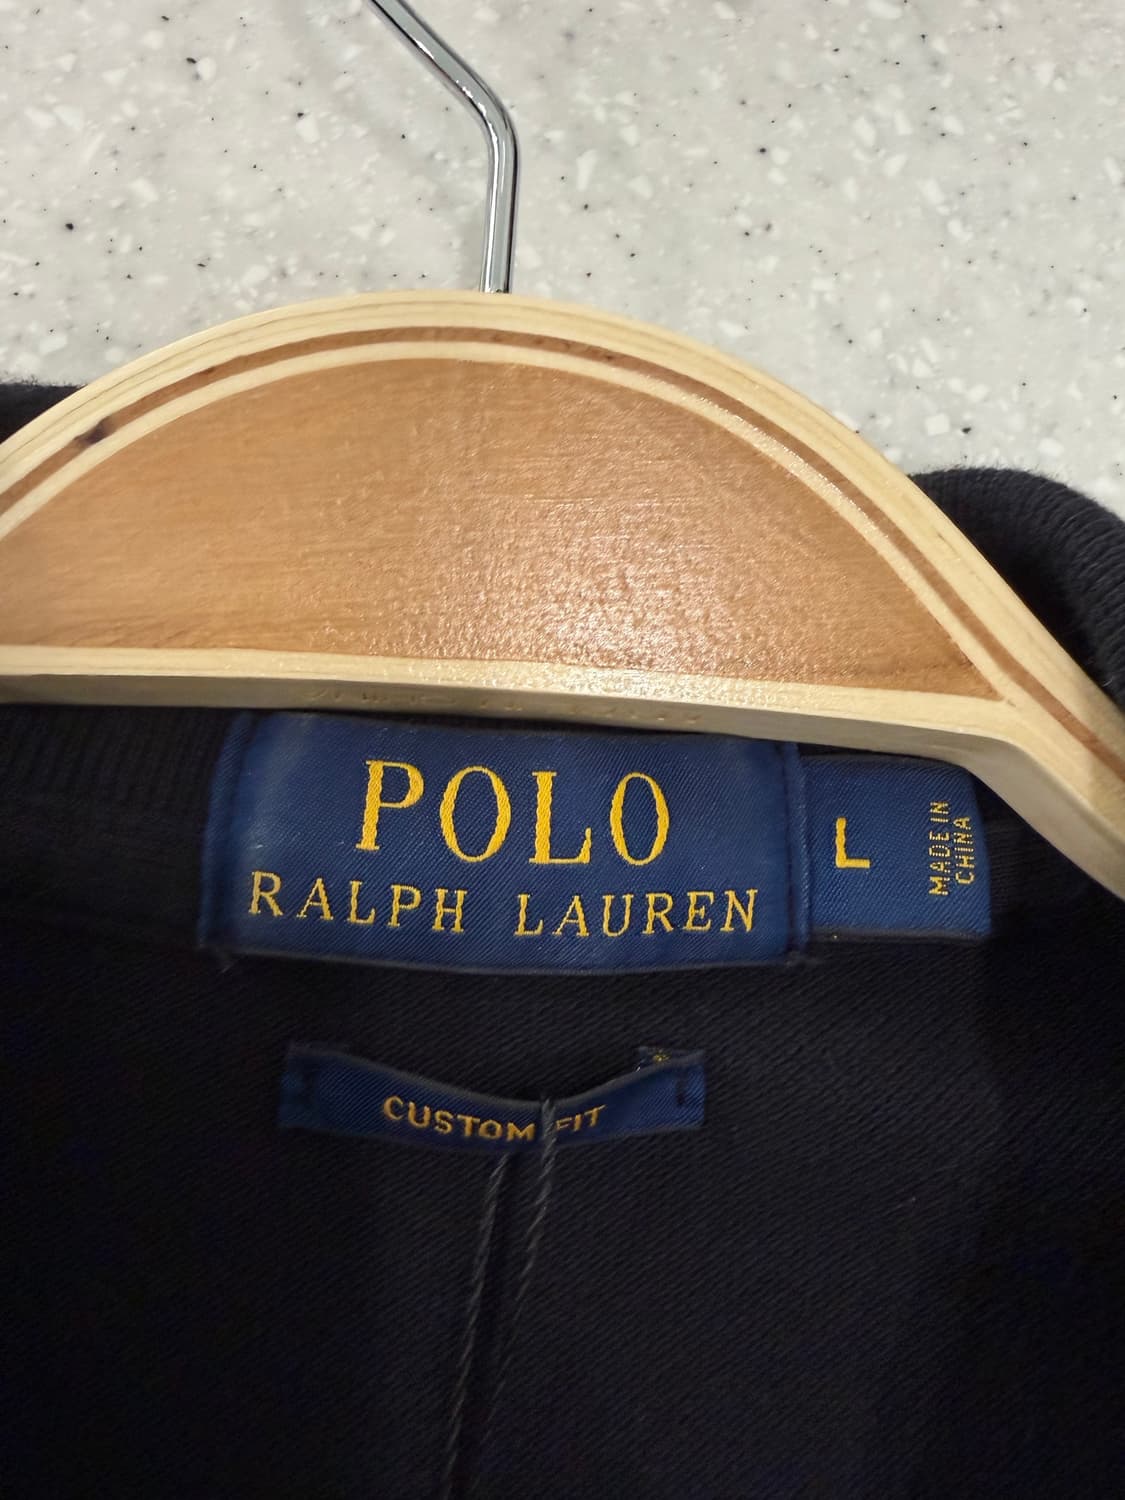 POLO
RALPH LAUREN
L
MADE IN
CHINA
CUSTOM FIT